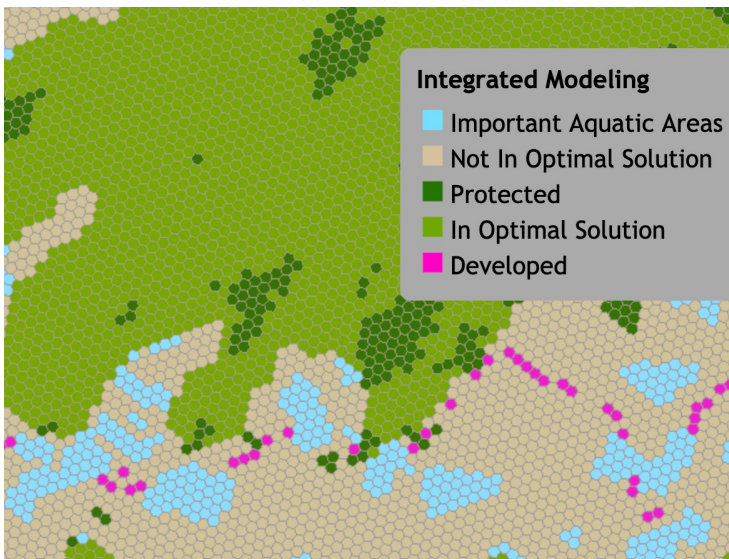 Integrated Modeling
Important Aquatic Areas
Not In Optimal Solution
Protected
In Optimal Solution
Developed